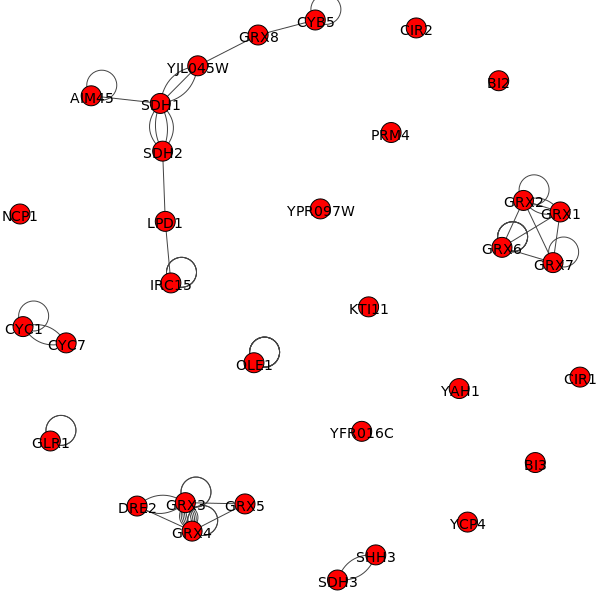 CYB5
CIR2
GRX8
YJL045W
BI2
AIM45
SDH1
PRM4
SDH2
GRX2
YPR097W
GRX1
NCP1
LPD1
GRX6
GRX7
IRC15
KTI11
CYC1
CYC7
OLE1
CIR1
YAH1
GLR1
YFR016C
BI3
GRX3
GRX5
DRE2
YCP4
GRX4
SHH3
SDH3